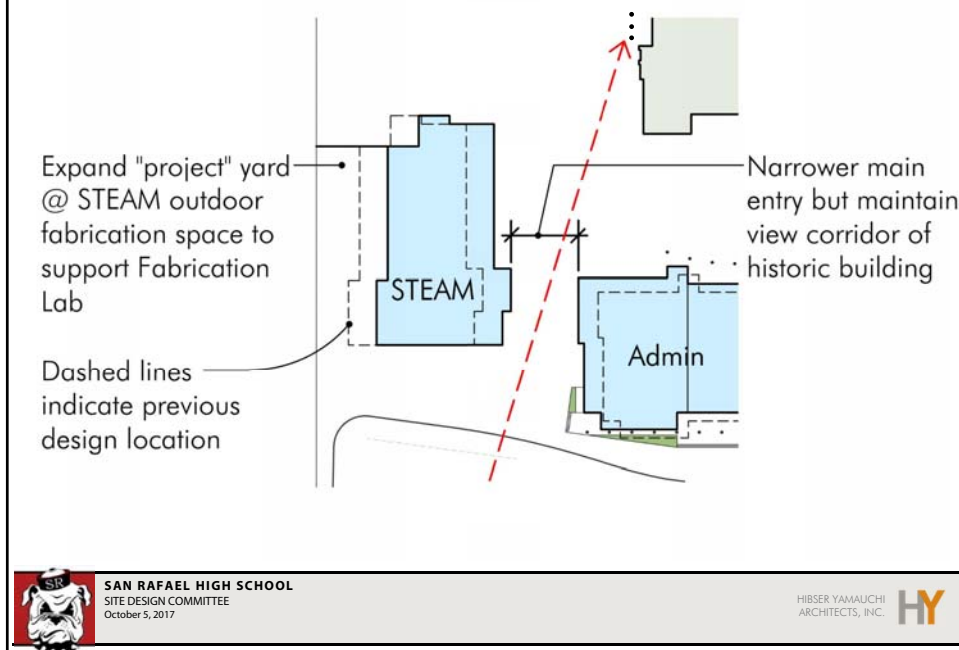 Expand "project" yard
@ STEAM outdoor
fabrication space to
support Fabrication
Lab
Dashed lines
indicate previous
design location
STEAM
Admin
Narrower main
entry but maintain
view corridor of
historic building
SR
SAN RAFAEL HIGH SCHOOL
SITE DESIGN COMMITTEE
October 5, 2017
HIBSER YAMAUCHI
ARCHITECTS, INC.
HY